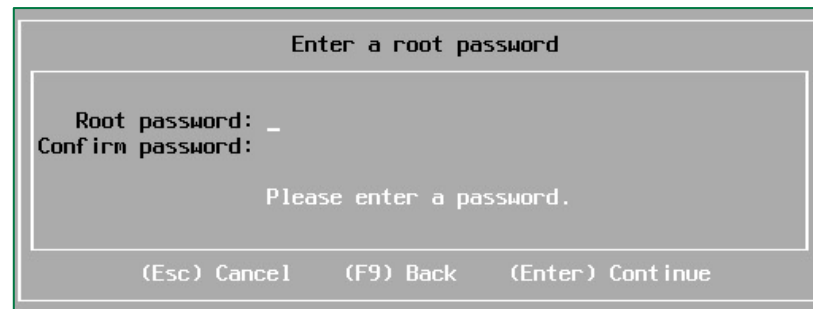 Enter a root password
Root password: _
Confirm password:
Please enter a password.
(Esc) Cancel (F9) Back (Enter) Continue